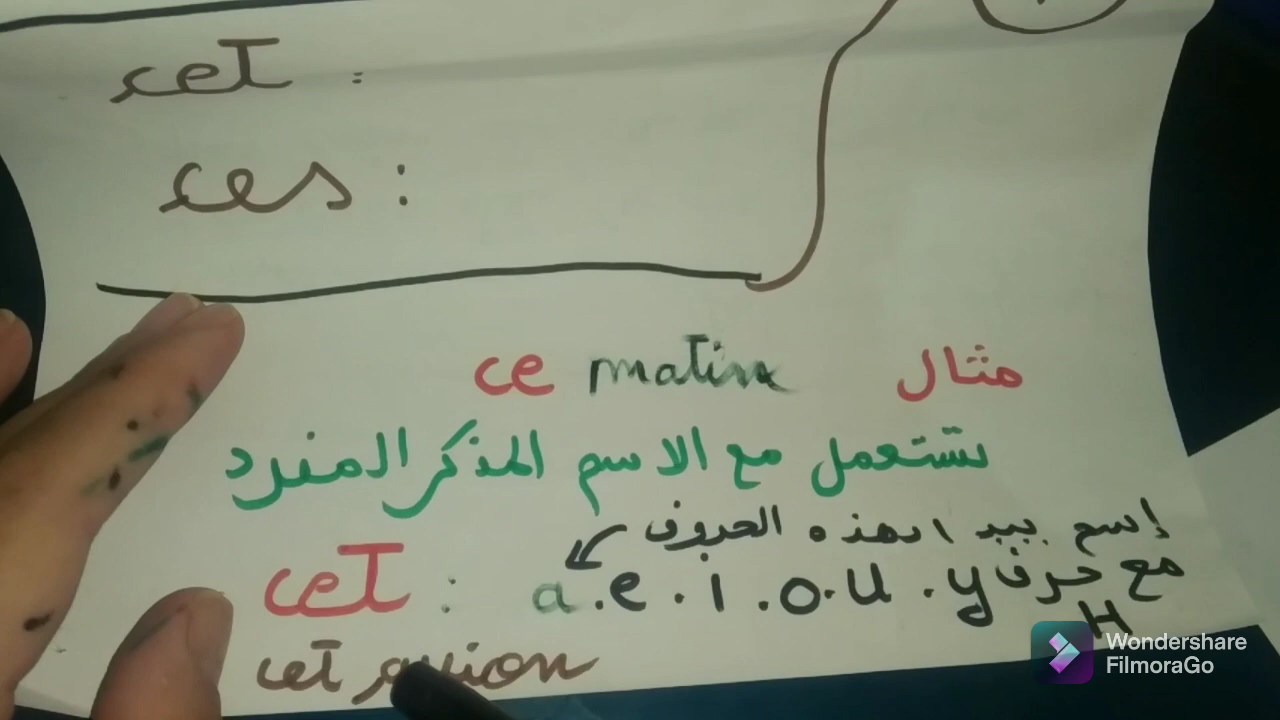 cet :
ces :
ce matin مثال
تستعمل مع الاسم المذكر المفرد
إسم يبدا بهذه الحروف
cet : a.e.i.o.u.y مع حرف H
cet avion
Wondershare
FilmoraGo